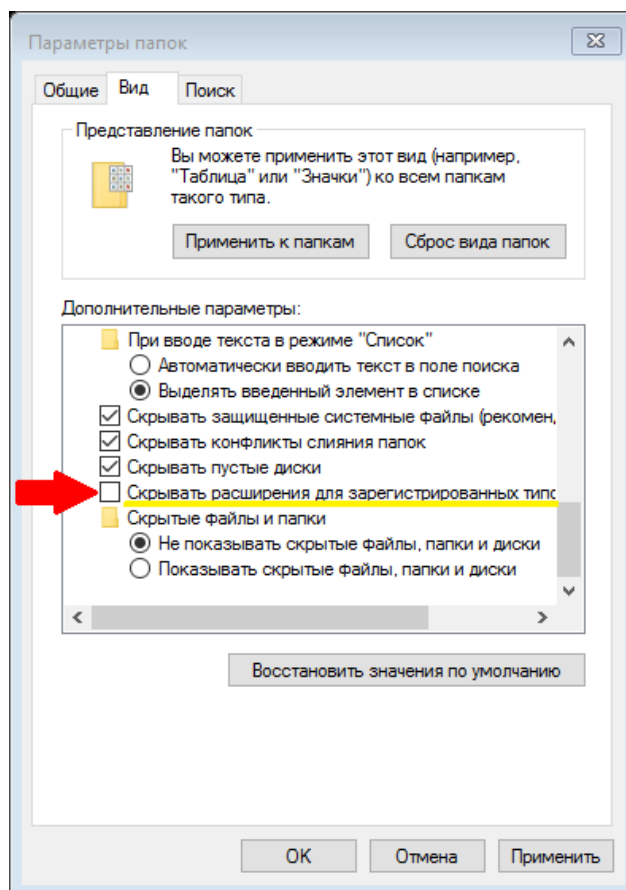 Параметры папок
Общие Вид Поиск
Представление папок
Вы можете применить этот вид (например,
"Таблица" или "Значки") ко всем папкам
такого типа.
Применить к папкам Сброс вида папок
Дополнительные параметры:
При вводе текста в режиме "Список"
Автоматически вводить текст в поле поиска
Выделять введенный элемент в списке
Скрывать защищенные системные файлы (рекомен,
Скрывать конфликты слияния папок
Скрывать пустые диски
Скрывать расширения для зарегистрированных типо
Скрытые файлы и папки
Не показывать скрытые файлы, папки и диски
Показывать скрытые файлы, папки и диски
Восстановить значения по умолчанию
ОК Отмена Применить